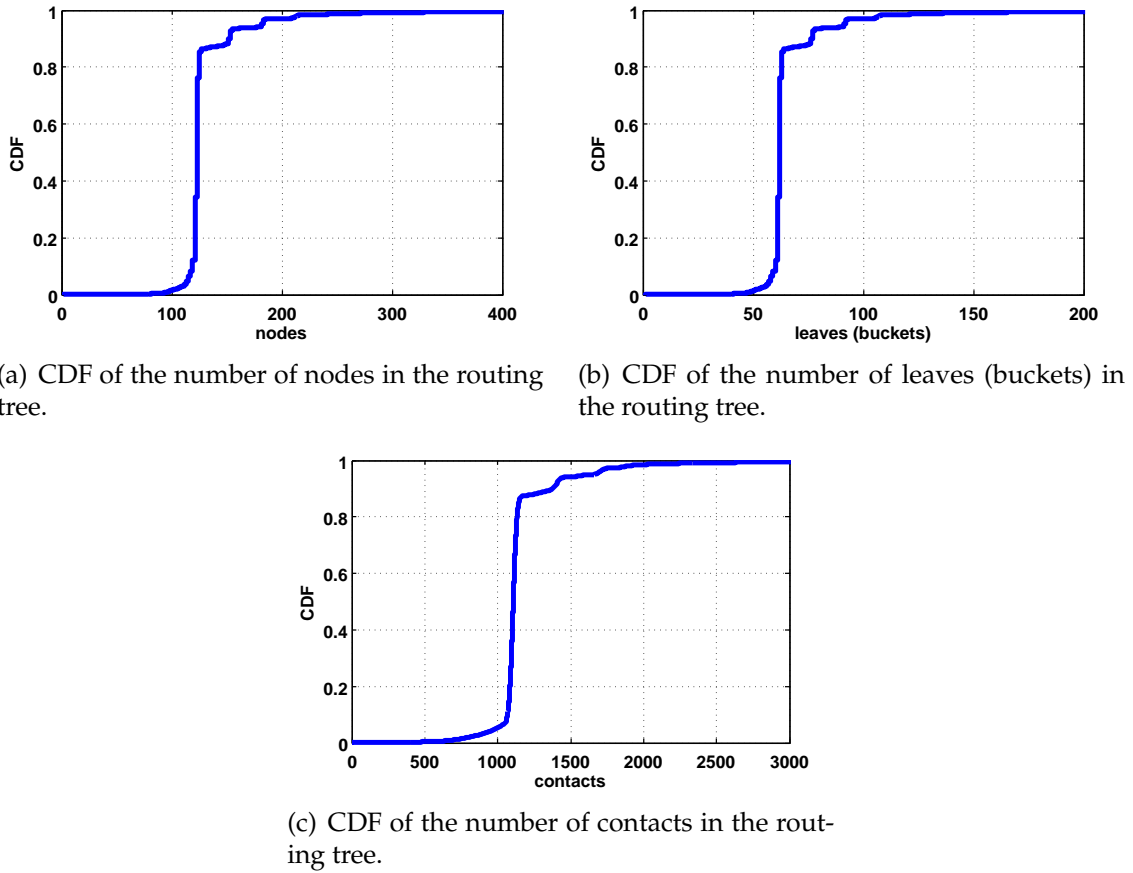 1
0.8
0.6
0.4
0.2
0
CDF
0 100 200 300 400
nodes
1
0.8
0.6
0.4
0.2
0
CDF
0 50 100 150 200
leaves (buckets)
(a) CDF of the number of nodes in the routing
tree.
(b) CDF of the number of leaves (buckets) in
the routing tree.
1
0.8
0.6
0.4
0.2
0
CDF
0 500 1000 1500 2000 2500 3000
contacts
(c) CDF of the number of contacts in the rout-
ing tree.